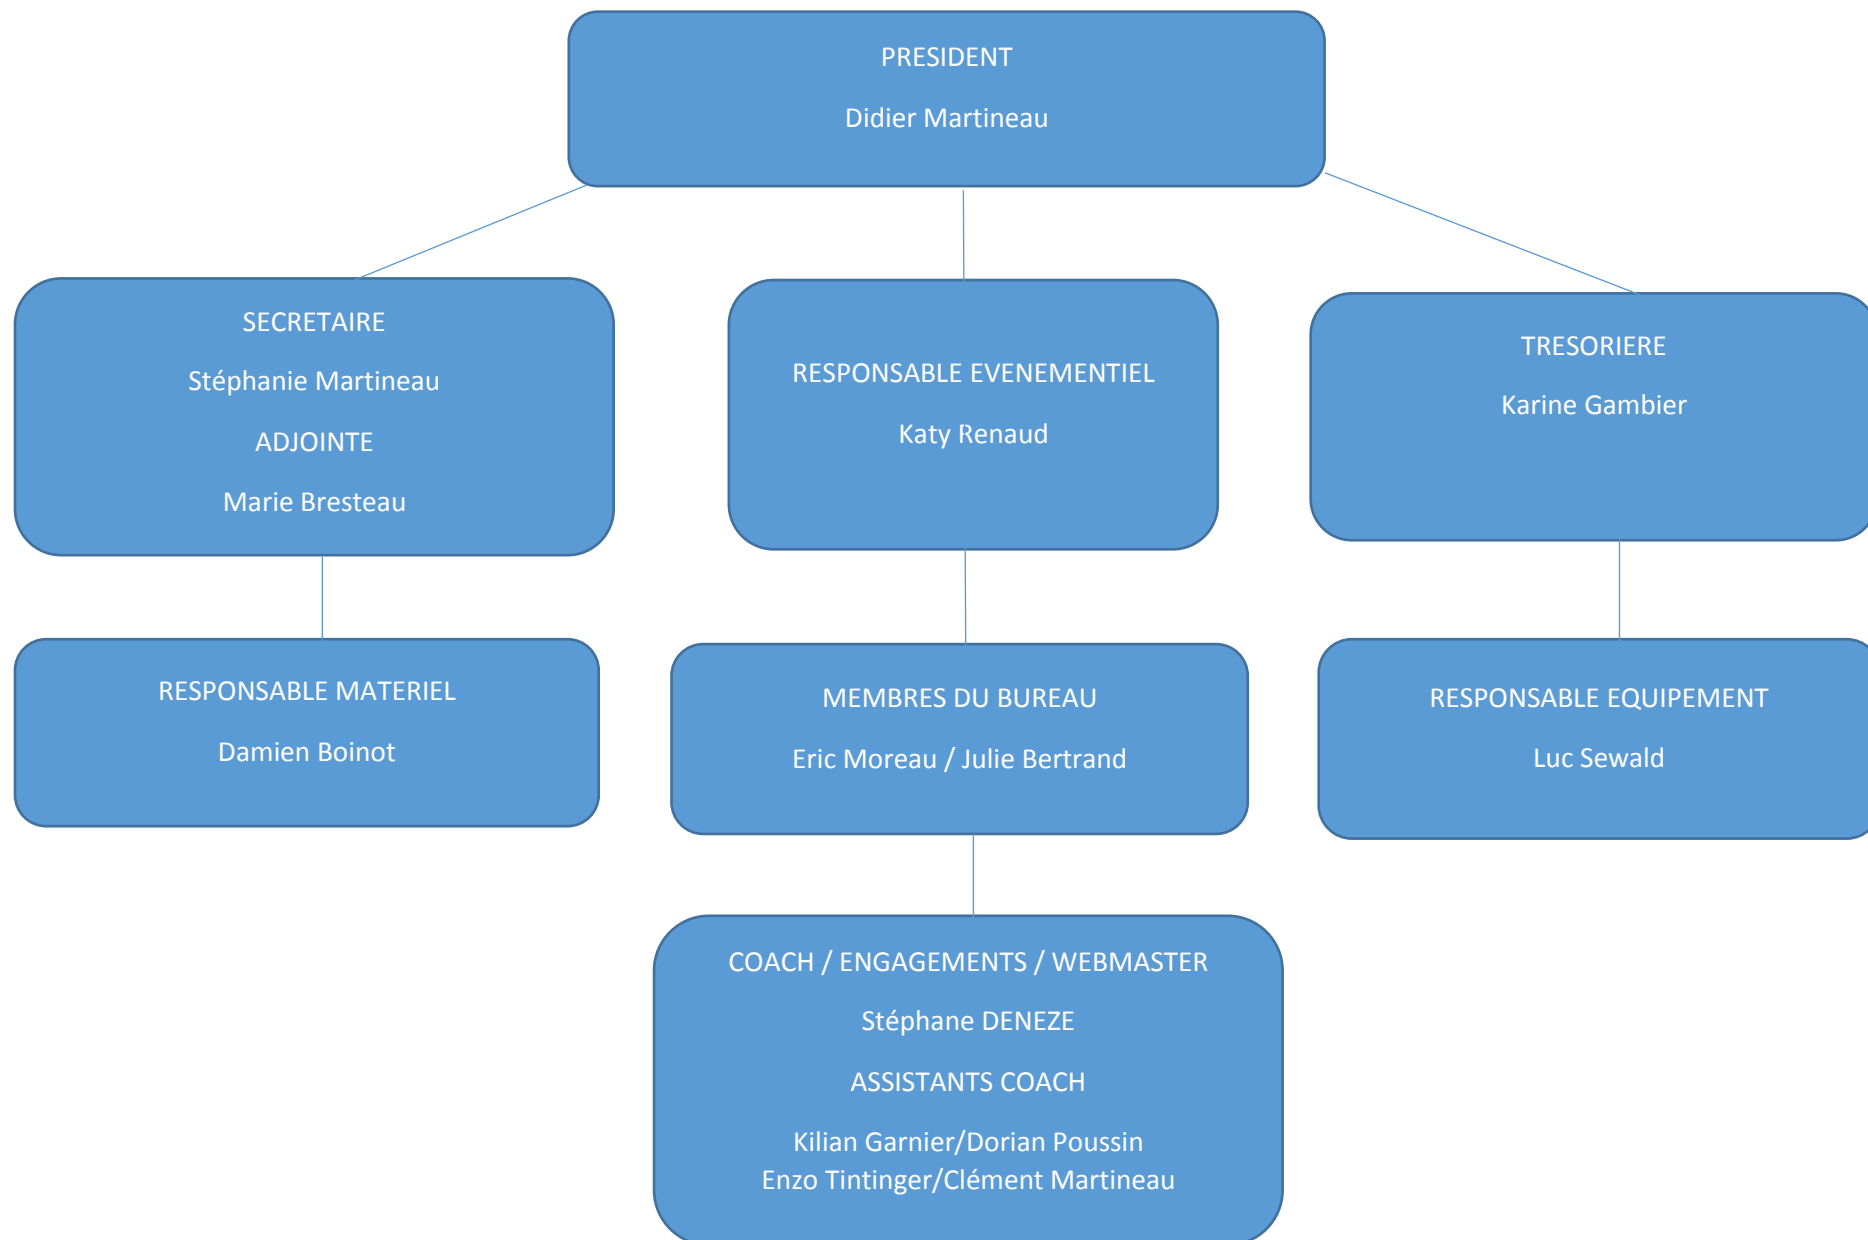 PRESIDENT
Didier Martineau
SECRETAIRE
Stéphanie Martineau
ADJOINTE
Marie Bresteau
RESPONSABLE EVENEMENTIEL
Katy Renaud
TRESORIERE
Karine Gambier
RESPONSABLE MATERIEL
Damien Boinot
MEMBRES DU BUREAU
Eric Moreau / Julie Bertrand
RESPONSABLE EQUIPEMENT
Luc Sewald
COACH / ENGAGEMENTS / WEBMASTER
Stéphane DENEZE
ASSISTANTS COACH
Kilian Garnier/Dorian Poussin
Enzo Tintinger/Clément Martineau